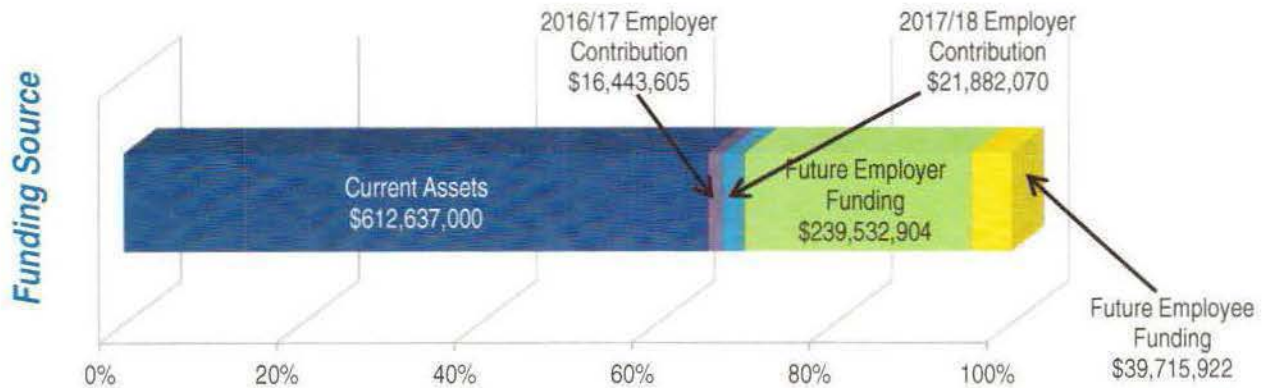 2016/17 Employer
Contribution
$16,443,605
2017/18 Employer
Contribution
$21,882,070
Funding Source
Current Assets
$612,637,000
Future Employer
Funding
$239,532,904
Future Employee
Funding
$39,715,922
0%
20%
40%
60%
80%
100%